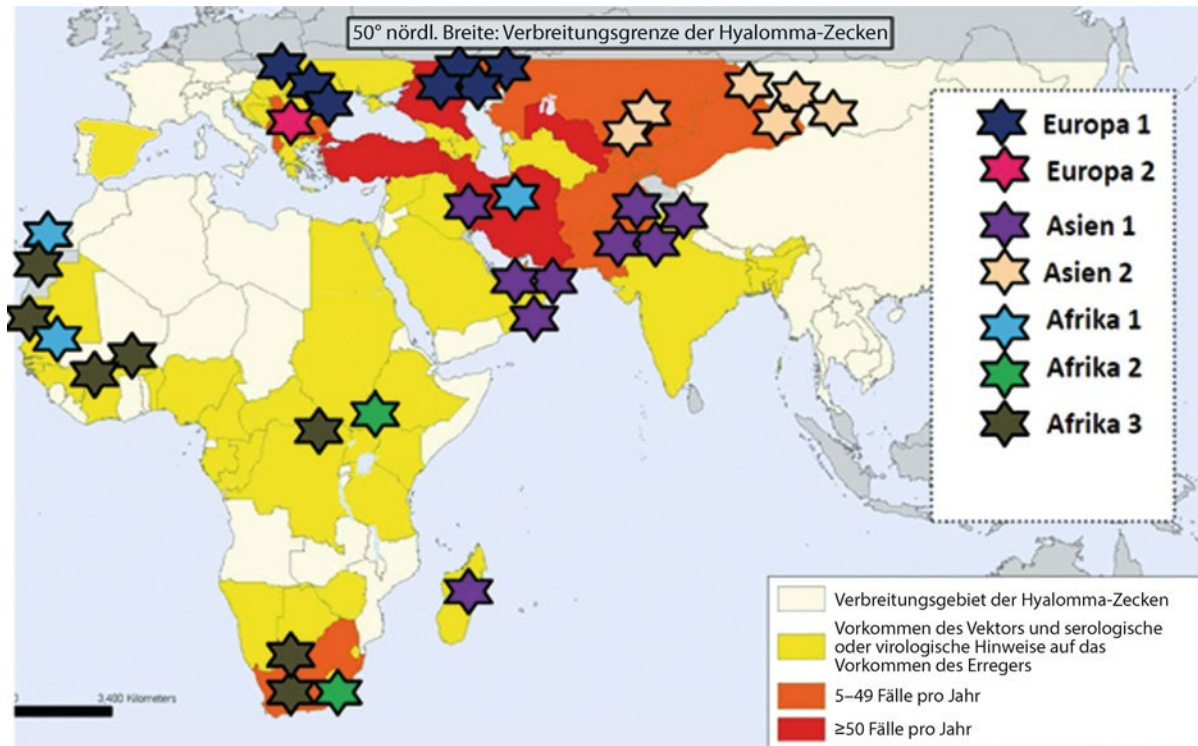 50° nördl. Breite: Verbreitungsgrenze der Hyalomma-Zecken
Europa 1
Europa 2
Asien 1
Asien 2
Afrika 1
Afrika 2
Afrika 3
Verbreitungsgebiet der Hyalomma-Zecken
Vorkommen des Vektors und serologische
oder virologische Hinweise auf das
Vorkommen des Erregers
5–49 Fälle pro Jahr
≥50 Fälle pro Jahr
3,400 Kilometers